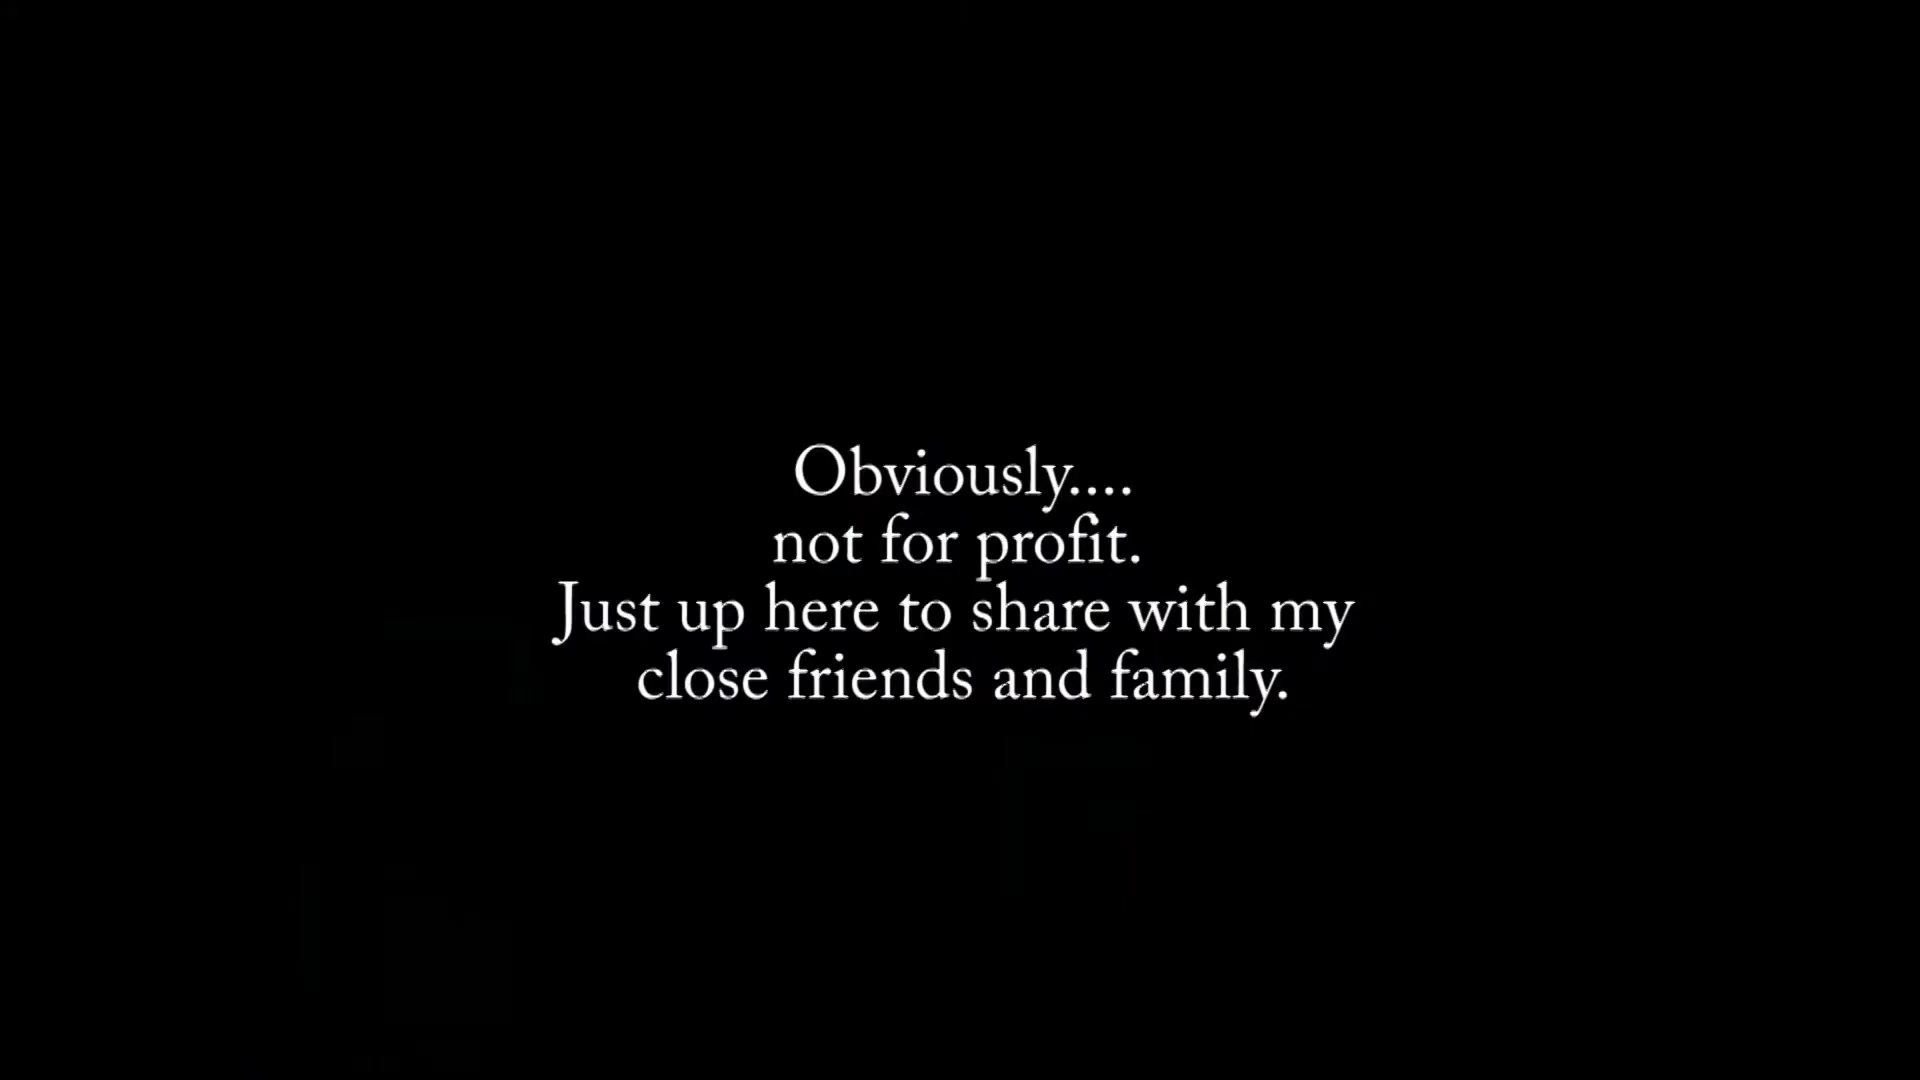 Obviously....
not for profit.
Just up here to share with my
close friends and family.